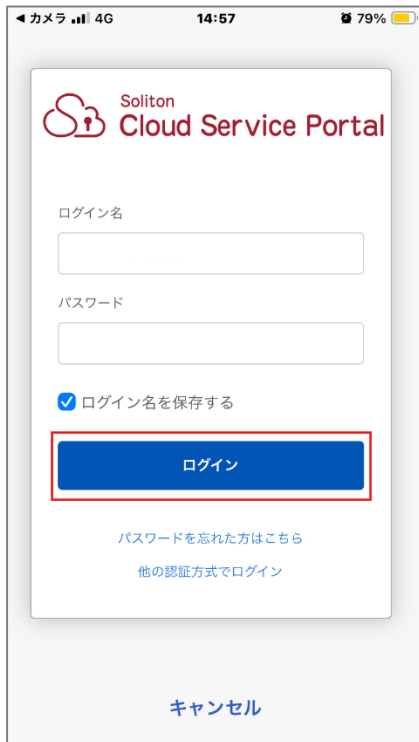 カメラ 4G 14:57 79%
Soliton
Cloud Service Portal
ログイン名
パスワード
ログイン名を保存する
ログイン
パスワードを忘れた方はこちら
他の認証方式でログイン
キャンセル